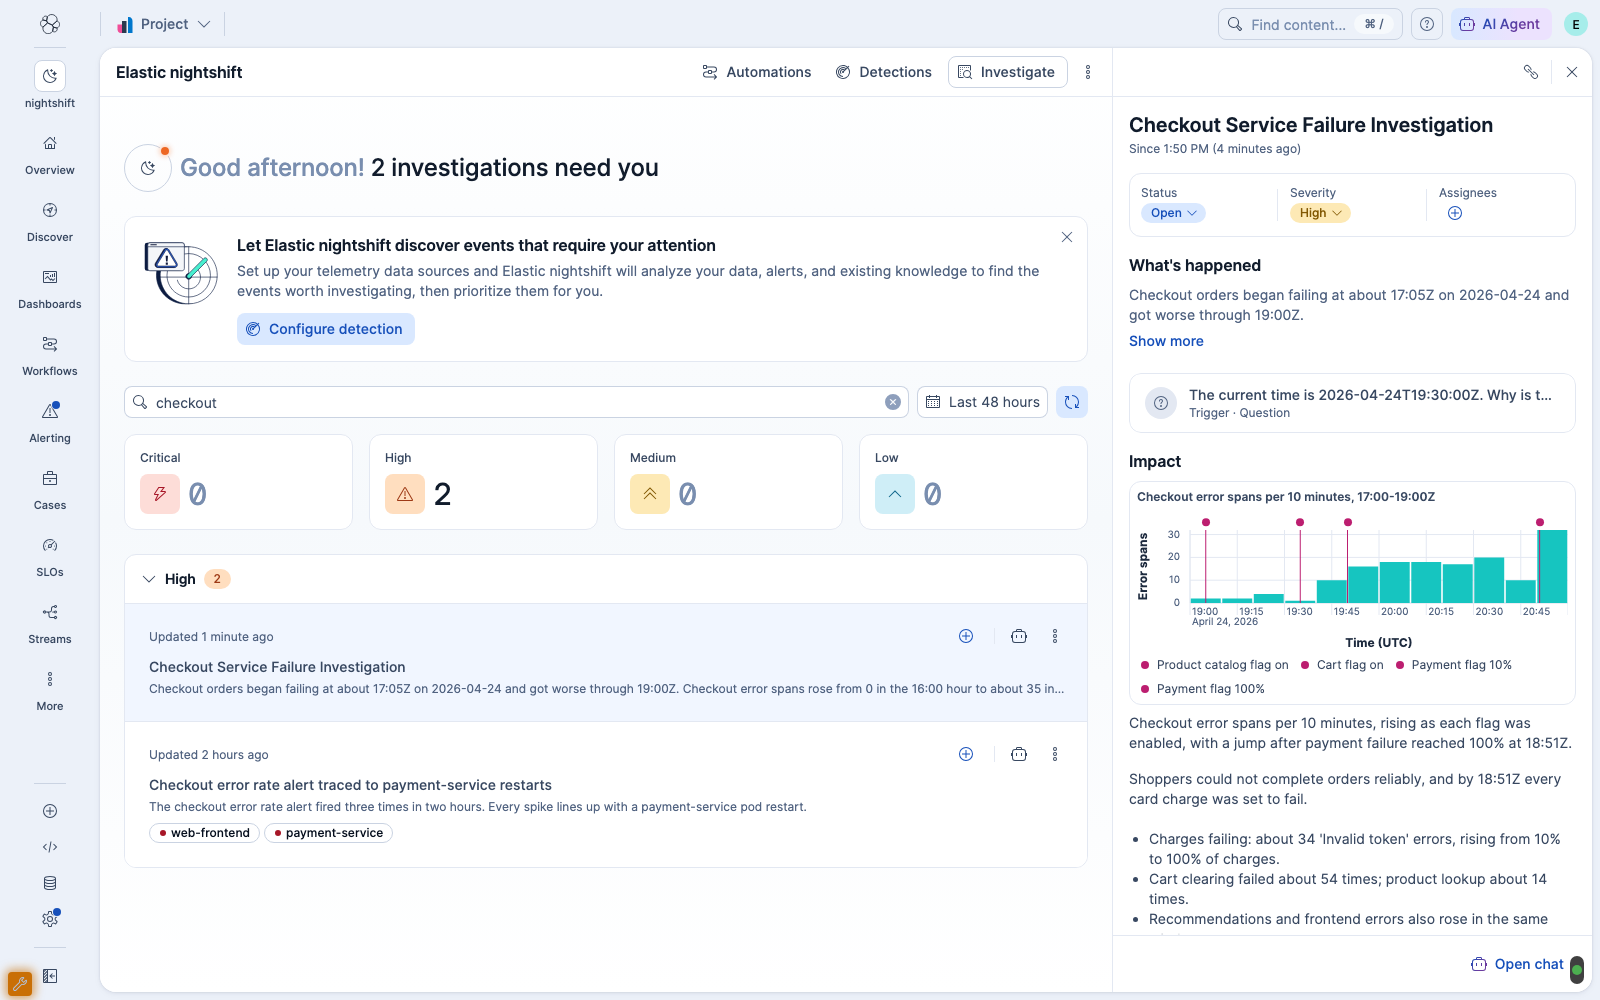 Project
Find content...
⌘ /
AI Agent
E
nightshift
Overview
Discover
Dashboards
Workflows
Alerting
Cases
SLOs
Streams
More
Elastic nightshift
Automations
Detections
Investigate
Good afternoon! 2 investigations need you
Let Elastic nightshift discover events that require your attention
Set up your telemetry data sources and Elastic nightshift will analyze your data, alerts, and existing knowledge to find the
events worth investigating, then prioritize them for you.
Configure detection
checkout
Last 48 hours
Critical
0
High
2
Medium
0
Low
0
High 2
Updated 1 minute ago
Checkout Service Failure Investigation
Checkout orders began failing at about 17:05Z on 2026-04-24 and got worse through 19:00Z. Checkout error spans rose from 0 in the 16:00 hour to about 35 in...
Updated 2 hours ago
Checkout error rate alert traced to payment-service restarts
The checkout error rate alert fired three times in two hours. Every spike lines up with a payment-service pod restart.
web-frontend
payment-service
Checkout Service Failure Investigation
Since 1:50 PM (4 minutes ago)
Status
Open
Severity
High
Assignees
What's happened
Checkout orders began failing at about 17:05Z on 2026-04-24 and
got worse through 19:00Z.
Show more
The current time is 2026-04-24T19:30:00Z. Why is t...
Trigger · Question
Impact
Checkout error spans per 10 minutes, 17:00-19:00Z
Error spans
30
20
10
0
19:00 19:15 19:30 19:45 20:00 20:15 20:30 20:45
April 24, 2026
Time (UTC)
Product catalog flag on
Cart flag on
Payment flag 10%
Payment flag 100%
Checkout error spans per 10 minutes, rising as each flag was
enabled, with a jump after payment failure reached 100% at 18:51Z.
Shoppers could not complete orders reliably, and by 18:51Z every
card charge was set to fail.
• Charges failing: about 34 'Invalid token' errors, rising from 10%
to 100% of charges.
• Cart clearing failed about 54 times; product lookup about 14
times.
• Recommendations and frontend errors also rose in the same
Open chat